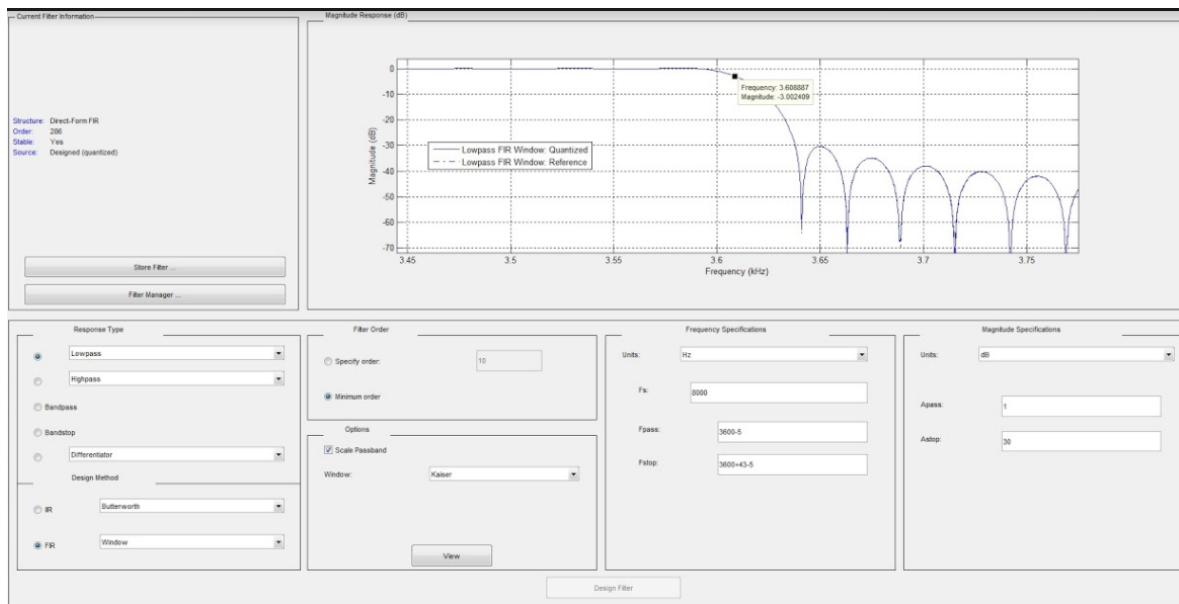 Current Filter Information
Structure: Direct-Form FIR
Order: 286
Stable: Yes
Source: Designed (quantized)
Store Filter ...
Filter Manager ...
Magnitude Response (dB)
0
-10
-20
-30
-40
-50
-60
-70
Magnitude (dB)
Frequency: 3.608887
Magnitude: -3.002409
Lowpass FIR Window: Quantized
Lowpass FIR Window: Reference
3.45 3.5 3.55 3.6 3.65 3.7 3.75
Frequency (kHz)
Response Type
Lowpass
Highpass
Bandpass
Bandstop
Differentiator
Design Method
IIR Butterworth
FIR Window
Filter Order
Specify order: 10
Minimum order
Options
Scale Passband
Window: Kaiser
View
Frequency Specifications
Units: Hz
Fs: 8000
Fpass: 3600-5
Fstop: 3600+43-5
Magnitude Specifications
Units: dB
Apass: 1
Astop: 30
Design Filter